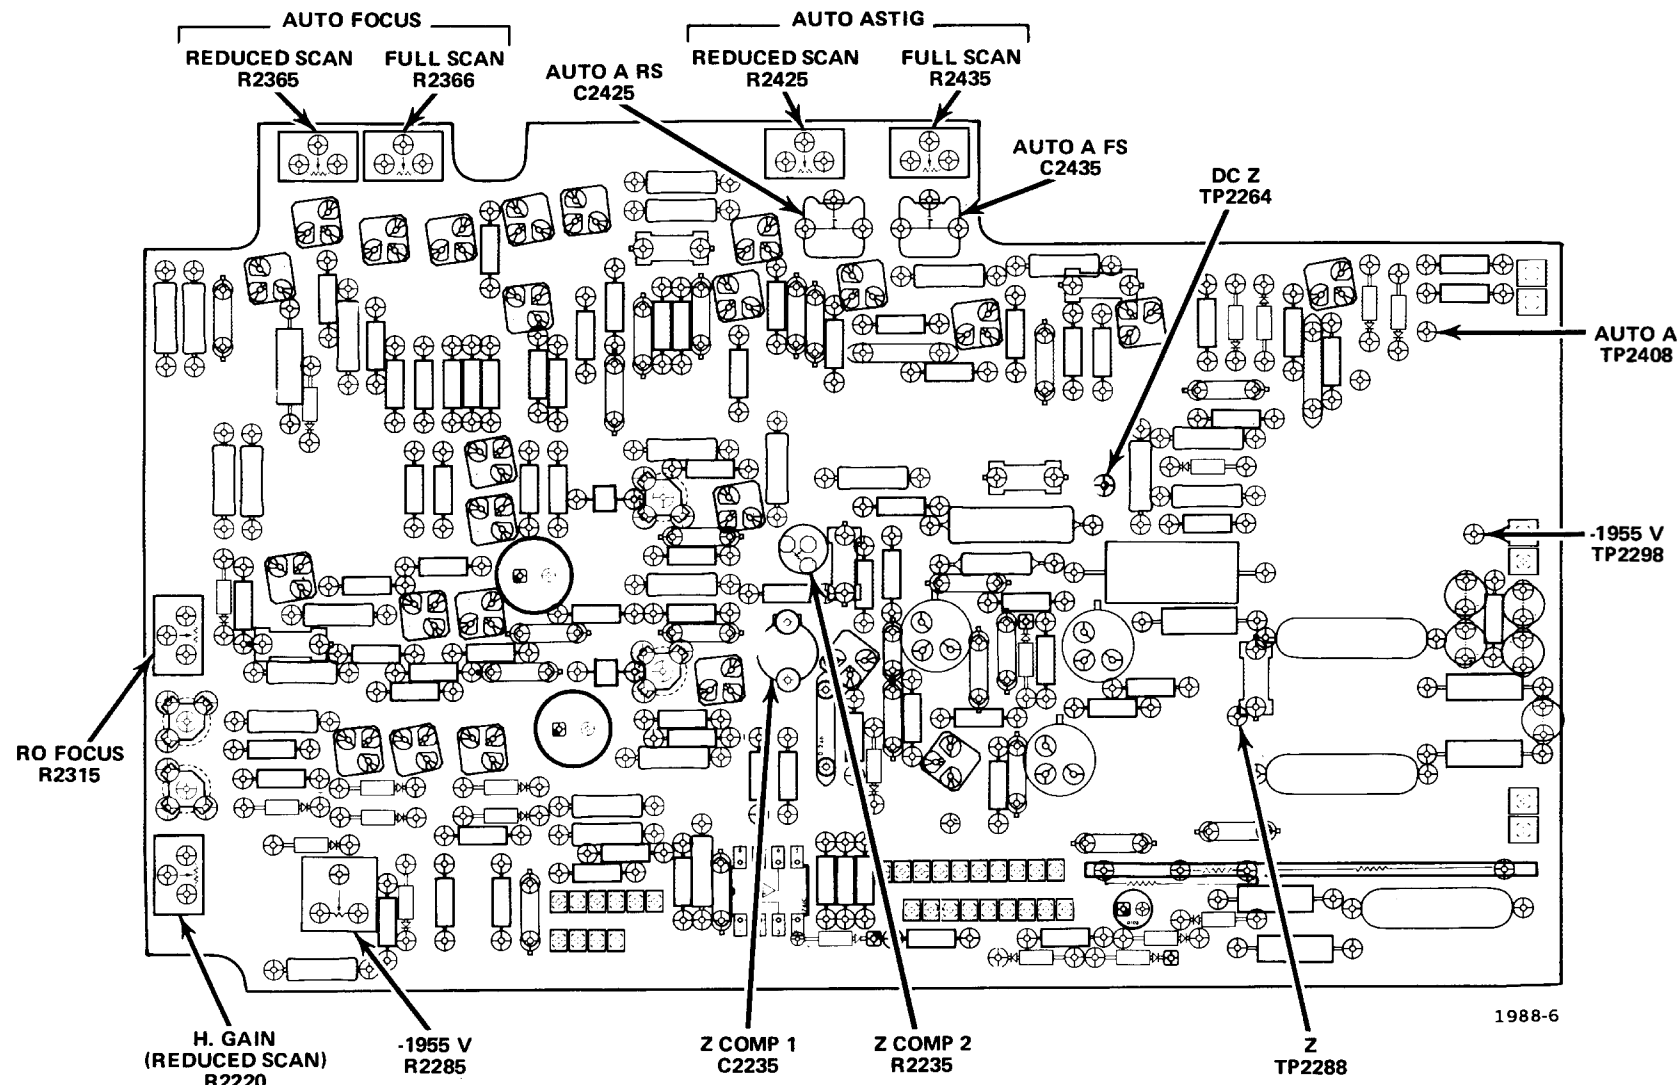 AUTO FOCUS
AUTO ASTIG
REDUCED SCAN
R2365
FULL SCAN
R2366
AUTO A RS
C2425
REDUCED SCAN
R2425
FULL SCAN
R2435
AUTO A FS
C2435
DC Z
TP2264
AUTO A
TP2408
-1955 V
TP2298
RO FOCUS
R2315
1988-6
H. GAIN
(REDUCED SCAN)
R2220
-1955 V
R2285
Z COMP 1
C2235
Z COMP 2
R2235
Z
TP2288